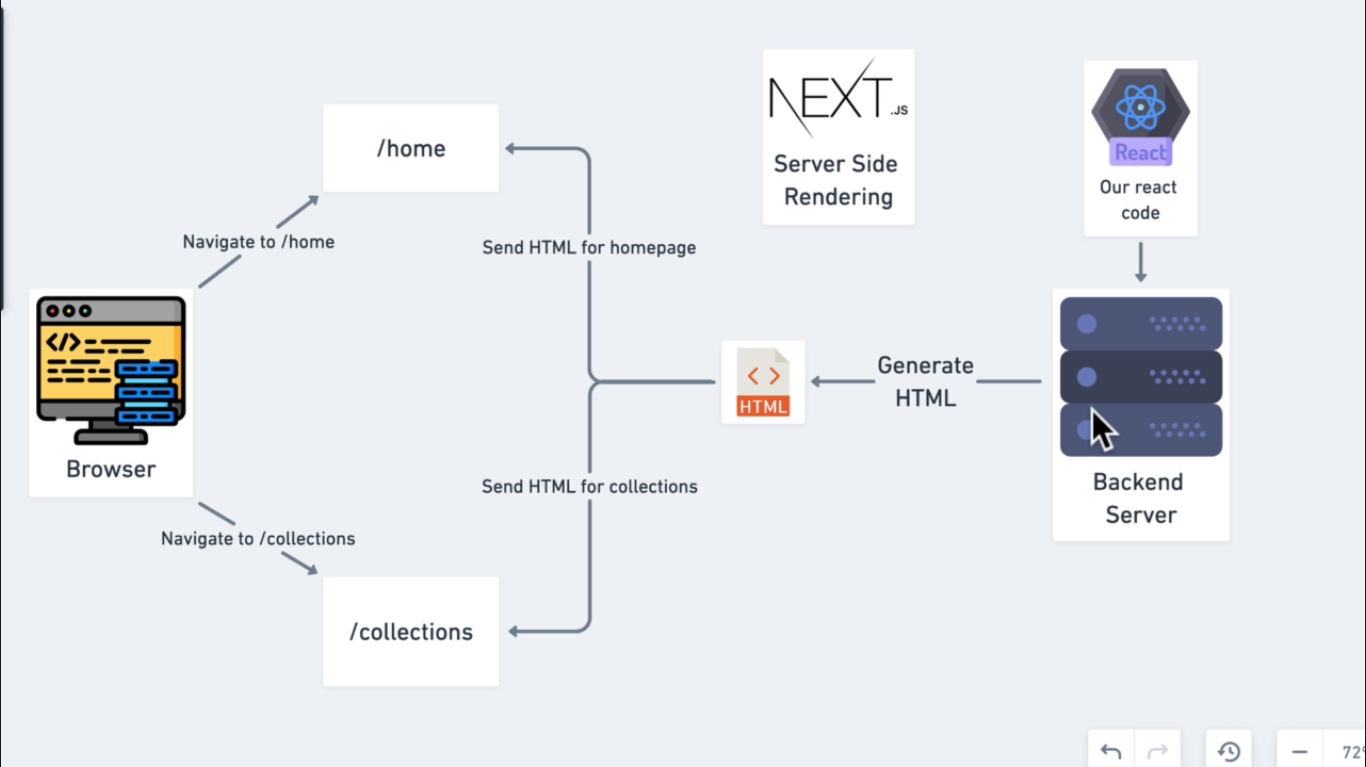 NEXT.JS
Server Side
Rendering
React
Our react
code
/home
Navigate to /home
Send HTML for homepage
</>
Browser
< >
HTML
Generate
HTML
Backend
Server
Send HTML for collections
Navigate to /collections
/collections
72%